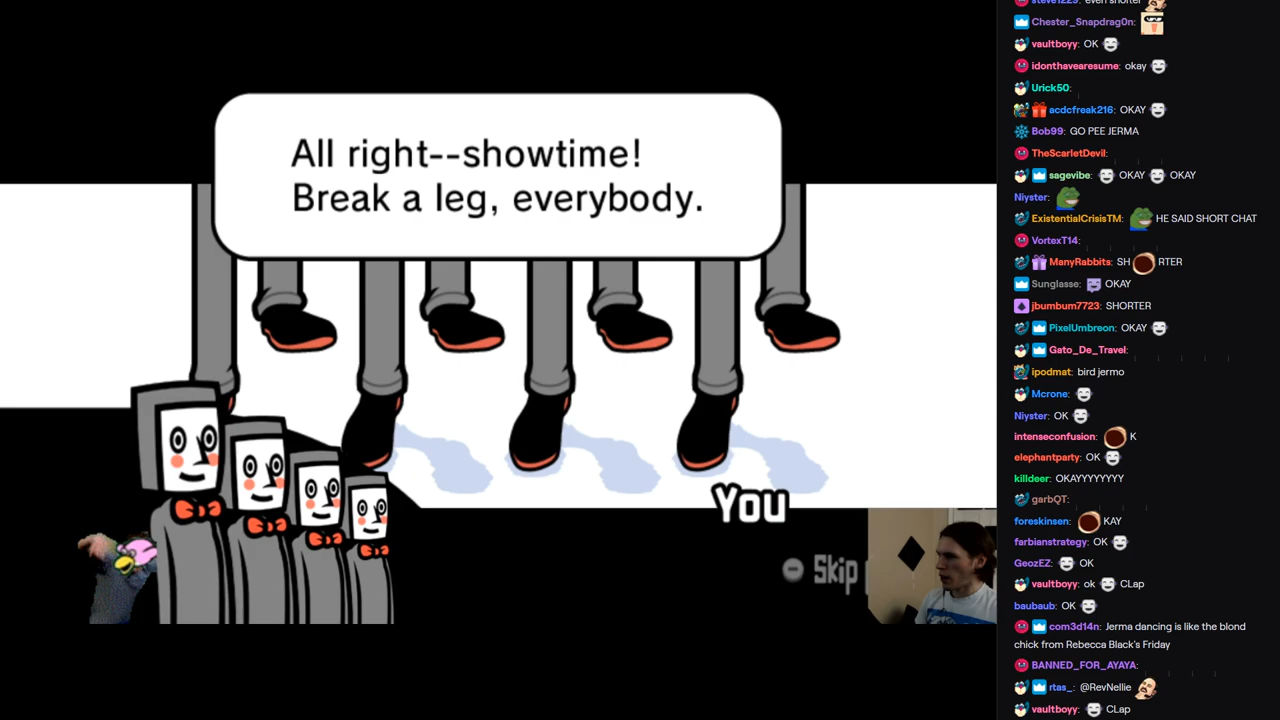 All right--showtime!
Break a leg, everybody.
You
Skip
steve1229: even shorter
Chester_Snapdrag0n:
vaultboyy: OK
idonthavearesume: okay
Urick50:
acdcfreak216: OKAY
Bob99: GO PEE JERMA
TheScarletDevil:
sagevibe: OKAY OKAY
Niyster:
ExistentialCrisisTM: HE SAID SHORT CHAT
VortexT14:
ManyRabbits: SH RTER
Sunglasse: OKAY
jbumbum7723: SHORTER
PixelUmbreon: OKAY
Gato_De_Travel:
ipodmat: bird jermo
Mcrone:
Niyster: OK
intenseconfusion: K
elephantparty: OK
killdeer: OKAYYYYYYYY
garbQT:
foreskinsen: KAY
farbianstrategy: OK
GeozEZ: OK
vaultboyy: ok CLap
baubaub: OK
com3d14n: Jerma dancing is like the blond
chick from Rebecca Black's Friday
BANNED_FOR_AYAYA:
rtas_: @RevNellie
vaultboyy: CLap